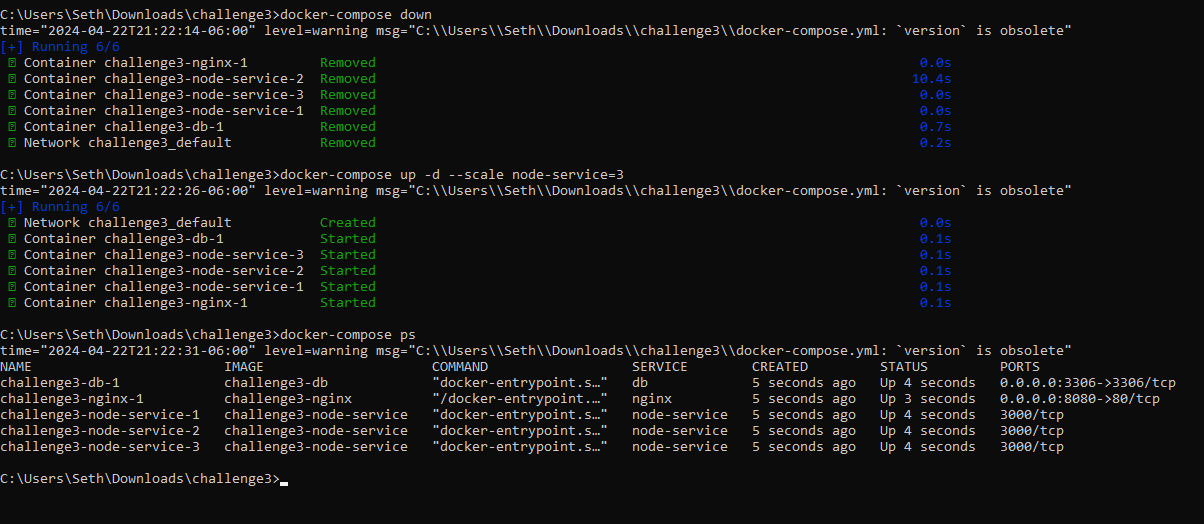 C:\Users\Seth\Downloads\challenge3>docker-compose down
time="2024-04-22T21:22:14-06:00" level=warning msg="C:\\Users\\Seth\\Downloads\\challenge3\\docker-compose.yml: `version` is obsolete"
[+] Running 6/6
Container challenge3-nginx-1 Removed 0.0s
Container challenge3-node-service-2 Removed 10.4s
Container challenge3-node-service-3 Removed 0.0s
Container challenge3-node-service-1 Removed 0.0s
Container challenge3-db-1 Removed 0.7s
Network challenge3_default Removed 0.2s
C:\Users\Seth\Downloads\challenge3>docker-compose up -d --scale node-service=3
time="2024-04-22T21:22:26-06:00" level=warning msg="C:\\Users\\Seth\\Downloads\\challenge3\\docker-compose.yml: `version` is obsolete"
[+] Running 6/6
Network challenge3_default Created 0.0s
Container challenge3-db-1 Started 0.1s
Container challenge3-node-service-3 Started 0.1s
Container challenge3-node-service-2 Started 0.1s
Container challenge3-node-service-1 Started 0.1s
Container challenge3-nginx-1 Started 0.1s
C:\Users\Seth\Downloads\challenge3>docker-compose ps
time="2024-04-22T21:22:31-06:00" level=warning msg="C:\\Users\\Seth\\Downloads\\challenge3\\docker-compose.yml: `version` is obsolete"
NAME IMAGE COMMAND SERVICE CREATED STATUS PORTS
challenge3-db-1 challenge3-db "docker-entrypoint.s…" db 5 seconds ago Up 4 seconds 0.0.0.0:3306->3306/tcp
challenge3-nginx-1 challenge3-nginx "/docker-entrypoint.…" nginx 5 seconds ago Up 3 seconds 0.0.0.0:8080->80/tcp
challenge3-node-service-1 challenge3-node-service "docker-entrypoint.s…" node-service 5 seconds ago Up 4 seconds 3000/tcp
challenge3-node-service-2 challenge3-node-service "docker-entrypoint.s…" node-service 5 seconds ago Up 4 seconds 3000/tcp
challenge3-node-service-3 challenge3-node-service "docker-entrypoint.s…" node-service 5 seconds ago Up 4 seconds 3000/tcp
C:\Users\Seth\Downloads\challenge3>